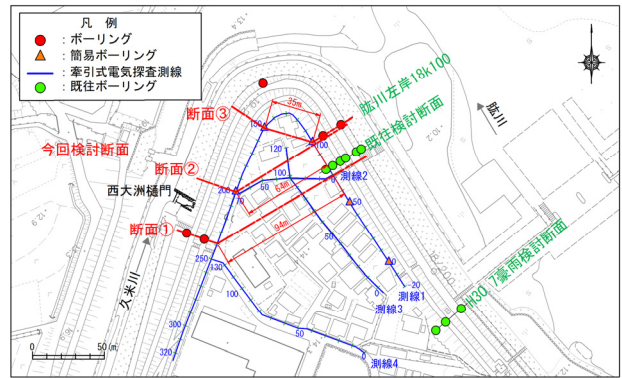 凡 例
：ボーリング
：簡易ボーリング
：牽引式電気探査測線
：既往ボーリング
肱川左岸18k100
既往検討断面
肱川
断面③
35m
150
100
今回検討断面
120
断面②
100
測線2
西大洲樋門
200
70
50
0
64m
50
断面①
94m
50
H30.7豪雨検討断面
久米川
250
130
0
-20
測線1
100
0
測線3
300
50
320
0
測線4
0
50(m)